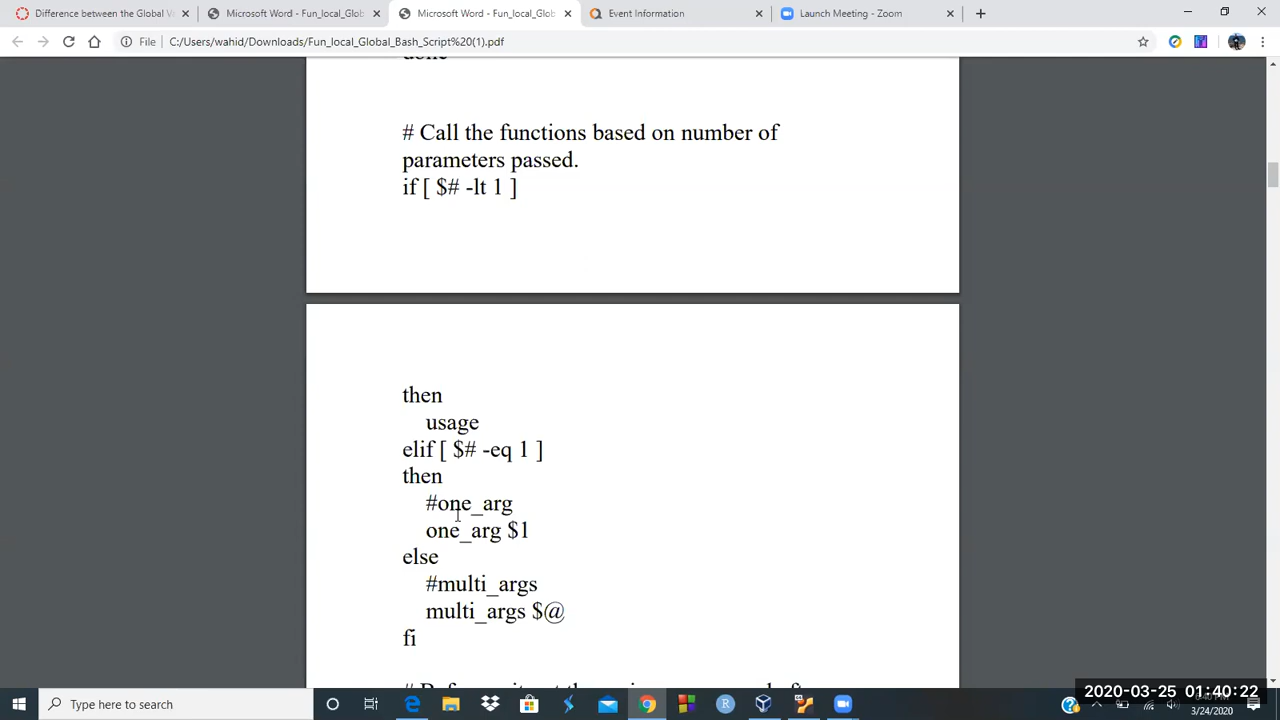 Difference between the Global V
Microsoft Word - Fun_local_Glob
Microsoft Word - Fun_local_Glob
Event Information
Launch Meeting - Zoom
File
C:/Users/wahid/Downloads/Fun_local_Global_Bash_Script%20(1).pdf
done
# Call the functions based on number of
parameters passed.
if [ $# -lt 1 ]
then
usage
elif [ $# -eq 1 ]
then
#one_arg
one_arg $1
else
#multi_args
multi_args $@
fi
Type here to search
2020-03-25 01:40:22
3/24/2020